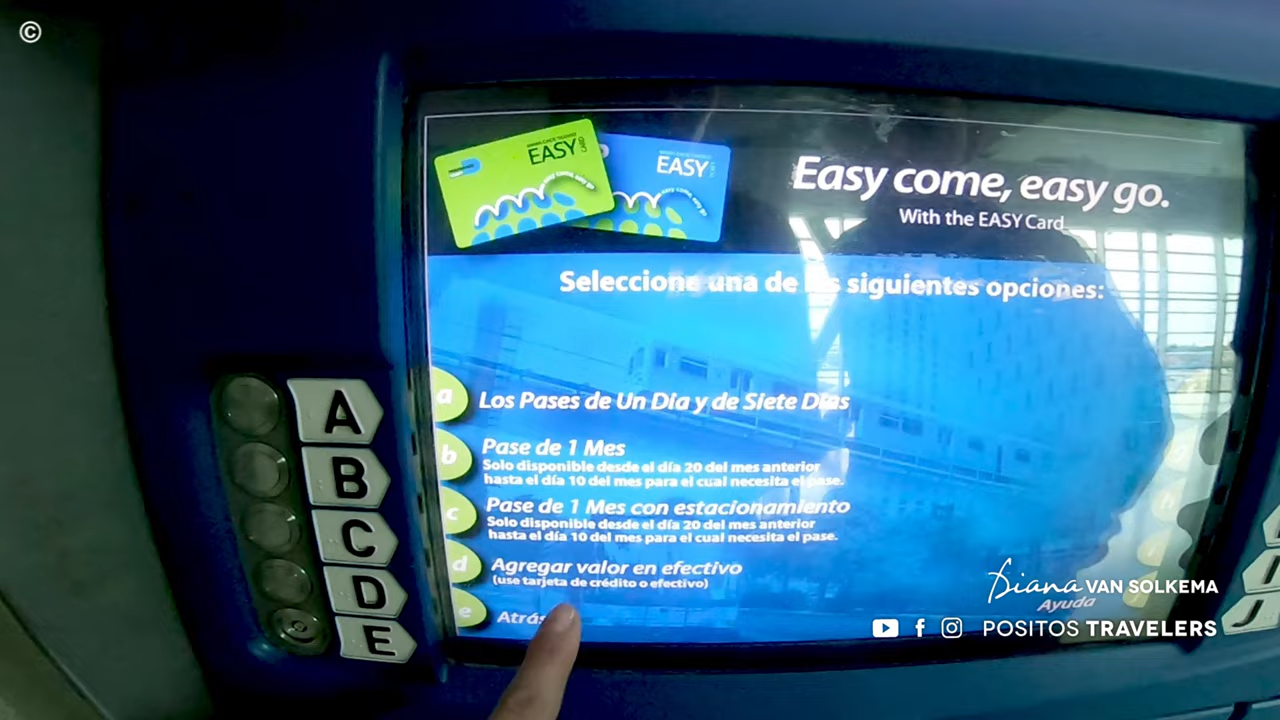 ©
EASY
EASY
Easy come, easy go.
With the EASY Card
Seleccione una de los siguientes opciones:
a Los Pases de Un Dia y de Siete Dias
A
b Pase de 1 Mes
Solo disponible desde el día 20 del mes anterior
hasta el día 10 del mes para el cual necesita el pase.
B
c Pase de 1 Mes con estacionamiento
Solo disponible desde el día 20 del mes anterior
hasta el día 10 del mes para el cual necesita el pase.
C
d Agregar valor en efectivo
(use tarjeta de crédito o efectivo)
D
e Atrás
E
Diana VAN SOLKEMA
Ayuda
POSITOS TRAVELERS
J